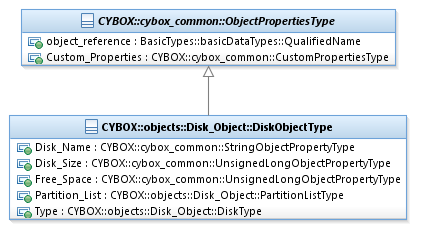 CYBOX::cybox_common::ObjectPropertiesType
object_reference : BasicTypes::basicDataTypes::QualifiedName
Custom_Properties : CYBOX::cybox_common::CustomPropertiesType
CYBOX::objects::Disk_Object::DiskObjectType
Disk_Name : CYBOX::cybox_common::StringObjectPropertyType
Disk_Size : CYBOX::cybox_common::UnsignedLongObjectPropertyType
Free_Space : CYBOX::cybox_common::UnsignedLongObjectPropertyType
Partition_List : CYBOX::objects::Disk_Object::PartitionListType
Type : CYBOX::objects::Disk_Object::DiskType